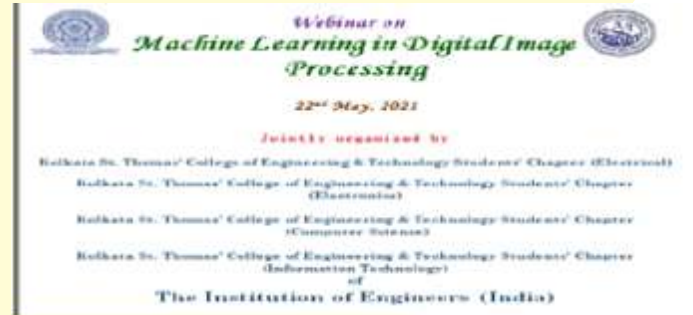 Webinar on
Machine Learning in Digital Image
Processing
22nd May, 2021
Jointly organized by
Kolkata St. Thomas' College of Engineering & Technology Students' Chapter (Electrical)
Kolkata St. Thomas' College of Engineering & Technology Students' Chapter
(Electronics)
Kolkata St. Thomas' College of Engineering & Technology Students' Chapter
(Computer Science)
Kolkata St. Thomas' College of Engineering & Technology Students' Chapter
(Information Technology)
of
The Institution of Engineers (India)